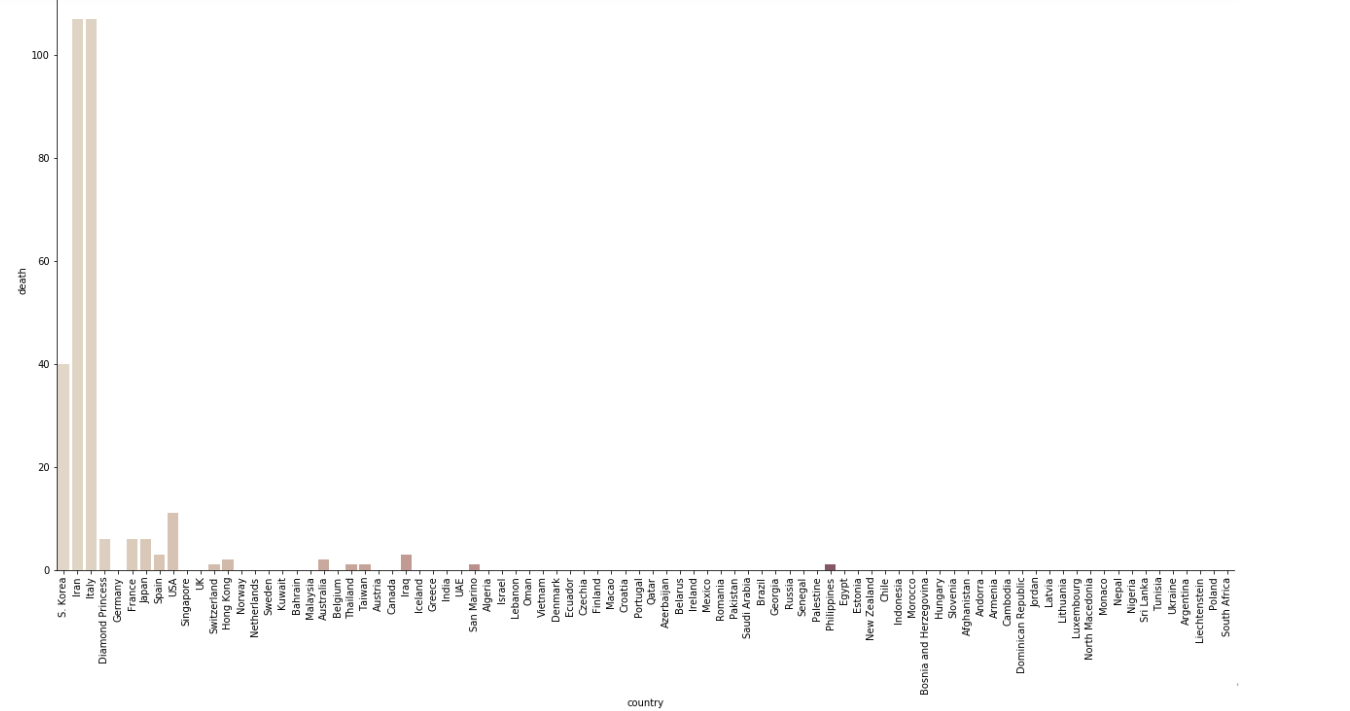 100
80
60
40
20
0
death
S. Korea
Iran
Italy
Diamond Princess
Germany
France
Japan
Spain
USA
Singapore
UK
Switzerland
Hong Kong
Norway
Netherlands
Sweden
Kuwait
Bahrain
Malaysia
Australia
Belgium
Thailand
Taiwan
Austria
Canada
Iraq
Iceland
Greece
India
UAE
San Marino
Algeria
Israel
Lebanon
Oman
Vietnam
Denmark
Ecuador
Czechia
Finland
Macao
Croatia
Portugal
Qatar
Azerbaijan
Belarus
Ireland
Mexico
Romania
Pakistan
Saudi Arabia
Brazil
Georgia
Russia
Senegal
Palestine
Philippines
Egypt
Estonia
New Zealand
Chile
Indonesia
Morocco
Bosnia and Herzegovina
Hungary
Slovenia
Afghanistan
Andorra
Armenia
Cambodia
Dominican Republic
Jordan
Latvia
Lithuania
Luxembourg
North Macedonia
Monaco
Nepal
Nigeria
Sri Lanka
Tunisia
Ukraine
Argentina
Liechtenstein
Poland
South Africa
country